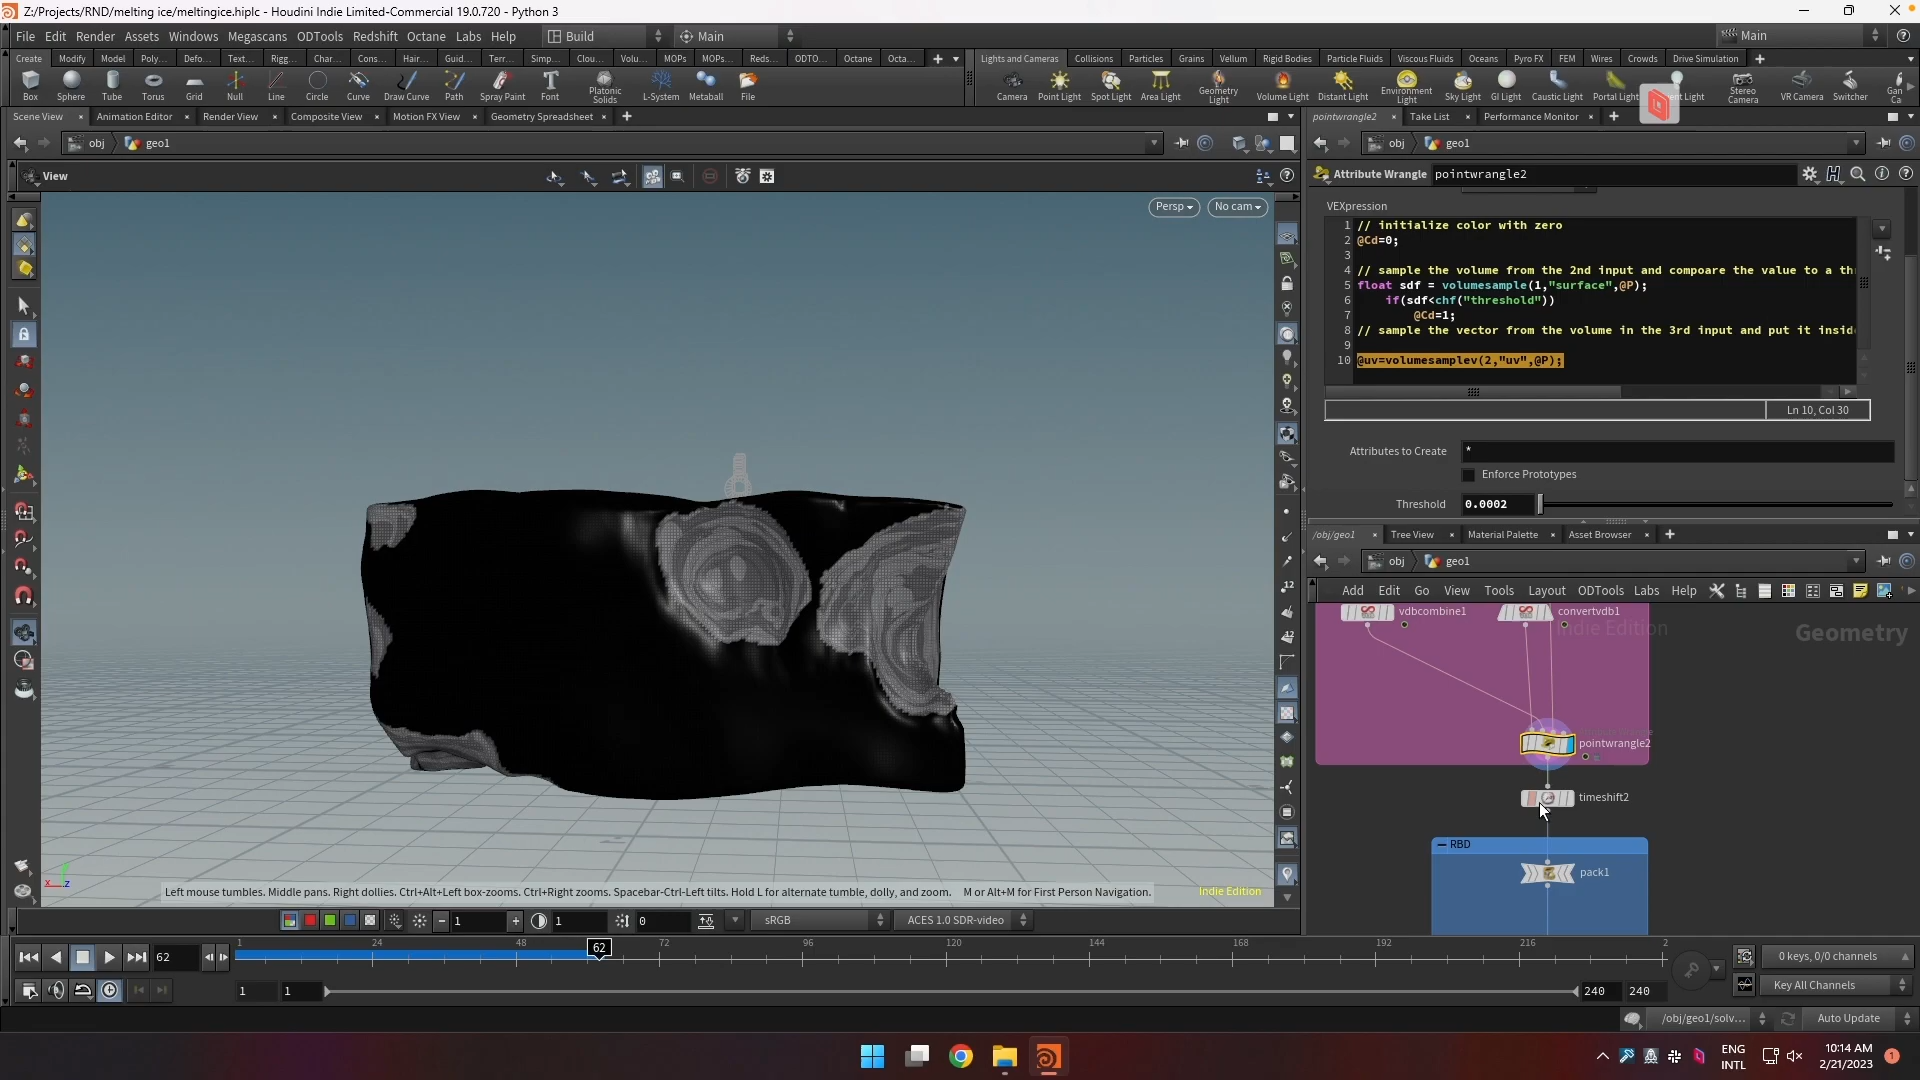 Z:/Projects/RND/melting ice/meltingice.hiplc - Houdini Indie Limited-Commercial 19.0.720 - Python 3
File Edit Render Assets Windows Megascans ODTools Redshift Octane Labs Help Build Main Main
Create Modify Model Poly... Defo... Text... Rigg... Char... Cons... Hair... Guid... Terr... Simp... Clou... Volu... MOPs MOPs... Reds... ODTO... Octane Octa...
Lights and Cameras Collisions Particles Grains Vellum Rigid Bodies Particle Fluids Viscous Fluids Oceans Pyro FX FEM Wires Crowds Drive Simulation
Box Sphere Tube Torus Grid Null Line Circle Curve Draw Curve Path Spray Paint Font Platonic Solids L-System Metaball File
Camera Point Light Spot Light Area Light Geometry Light Volume Light Distant Light Environment Light Sky Light GI Light Caustic Light Portal Light Light Stereo Camera VR Camera Switcher
Scene View Animation Editor Render View Composite View Motion FX View Geometry Spreadsheet
pointwrangle2 Take List Performance Monitor
obj geo1
obj geo1
View
Attribute Wrangle pointwrangle2
Persp No cam
VEXpression
1 // initialize color with zero
2 @Cd=0;
3
4 // sample the volume from the 2nd input and compoare the value to a th
5 float sdf = volumesample(1,"surface",@P);
6 if(sdf<chf("threshold"))
7 @Cd=1;
8 // sample the vector from the volume in the 3rd input and put it insid
9
10 @uv=volumesamplev(2,"uv",@P);
Ln 10, Col 30
Attributes to Create *
Enforce Prototypes
Threshold 0.0002
/obj/geo1 Tree View Material Palette Asset Browser
obj geo1
Add Edit Go View Tools Layout ODTools Labs Help
vdbcombine1 convertvdb1
Indie Edition Geometry
pointwrangle2
timeshift2
RBD
pack1
Left mouse tumbles. Middle pans. Right dollies. Ctrl+Alt+Left box-zooms. Ctrl+Right zooms. Spacebar-Ctrl-Left tilts. Hold L for alternate tumble, dolly, and zoom. M or Alt+M for First Person Navigation.
Indie Edition
x z
1 1 0 sRGB ACES 1.0 SDR-video
62 1 24 48 62 72 96 120 144 168 192 216 2
0 keys, 0/0 channels
1 1 240 240
Key All Channels
/obj/geo1/solv... Auto Update
ENG INTL
10:14 AM
2/21/2023
1